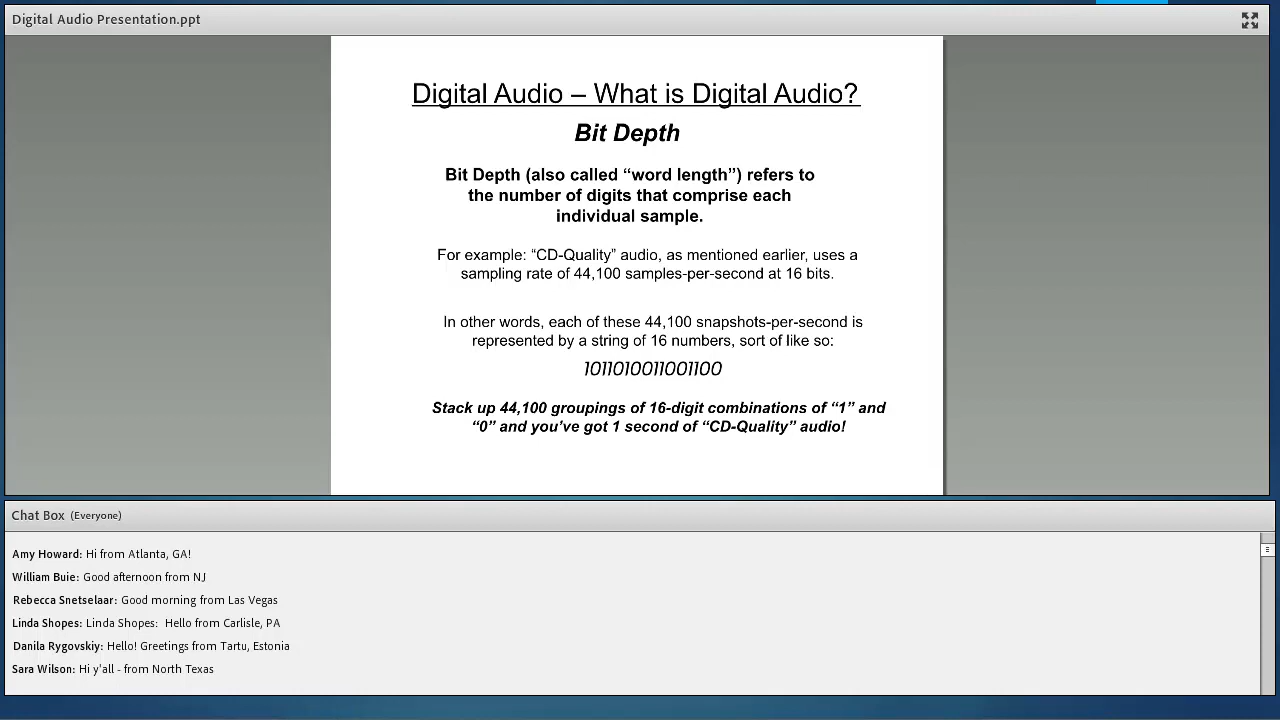 Digital Audio Presentation.ppt
Digital Audio – What is Digital Audio?
Bit Depth
Bit Depth (also called “word length”) refers to
the number of digits that comprise each
individual sample.
For example: “CD-Quality” audio, as mentioned earlier, uses a
sampling rate of 44,100 samples-per-second at 16 bits.
In other words, each of these 44,100 snapshots-per-second is
represented by a string of 16 numbers, sort of like so:
1011010011001100
Stack up 44,100 groupings of 16-digit combinations of “1” and
“0” and you’ve got 1 second of “CD-Quality” audio!
Chat Box (Everyone)
Amy Howard: Hi from Atlanta, GA!
William Buie: Good afternoon from NJ
Rebecca Snetselaar: Good morning from Las Vegas
Linda Shopes: Linda Shopes: Hello from Carlisle, PA
Danila Rygovskiy: Hello! Greetings from Tartu, Estonia
Sara Wilson: Hi y'all - from North Texas